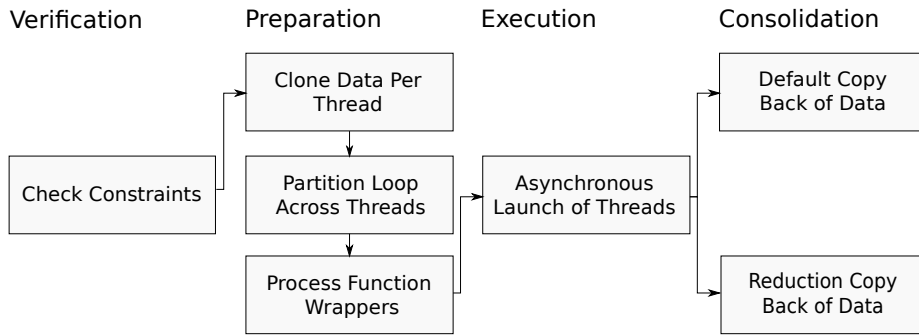 Verification
Preparation
Execution
Consolidation
Clone Data Per
Thread
Default Copy
Back of Data
Check Constraints
Partition Loop
Across Threads
Asynchronous
Launch of Threads
Process Function
Wrappers
Reduction Copy
Back of Data